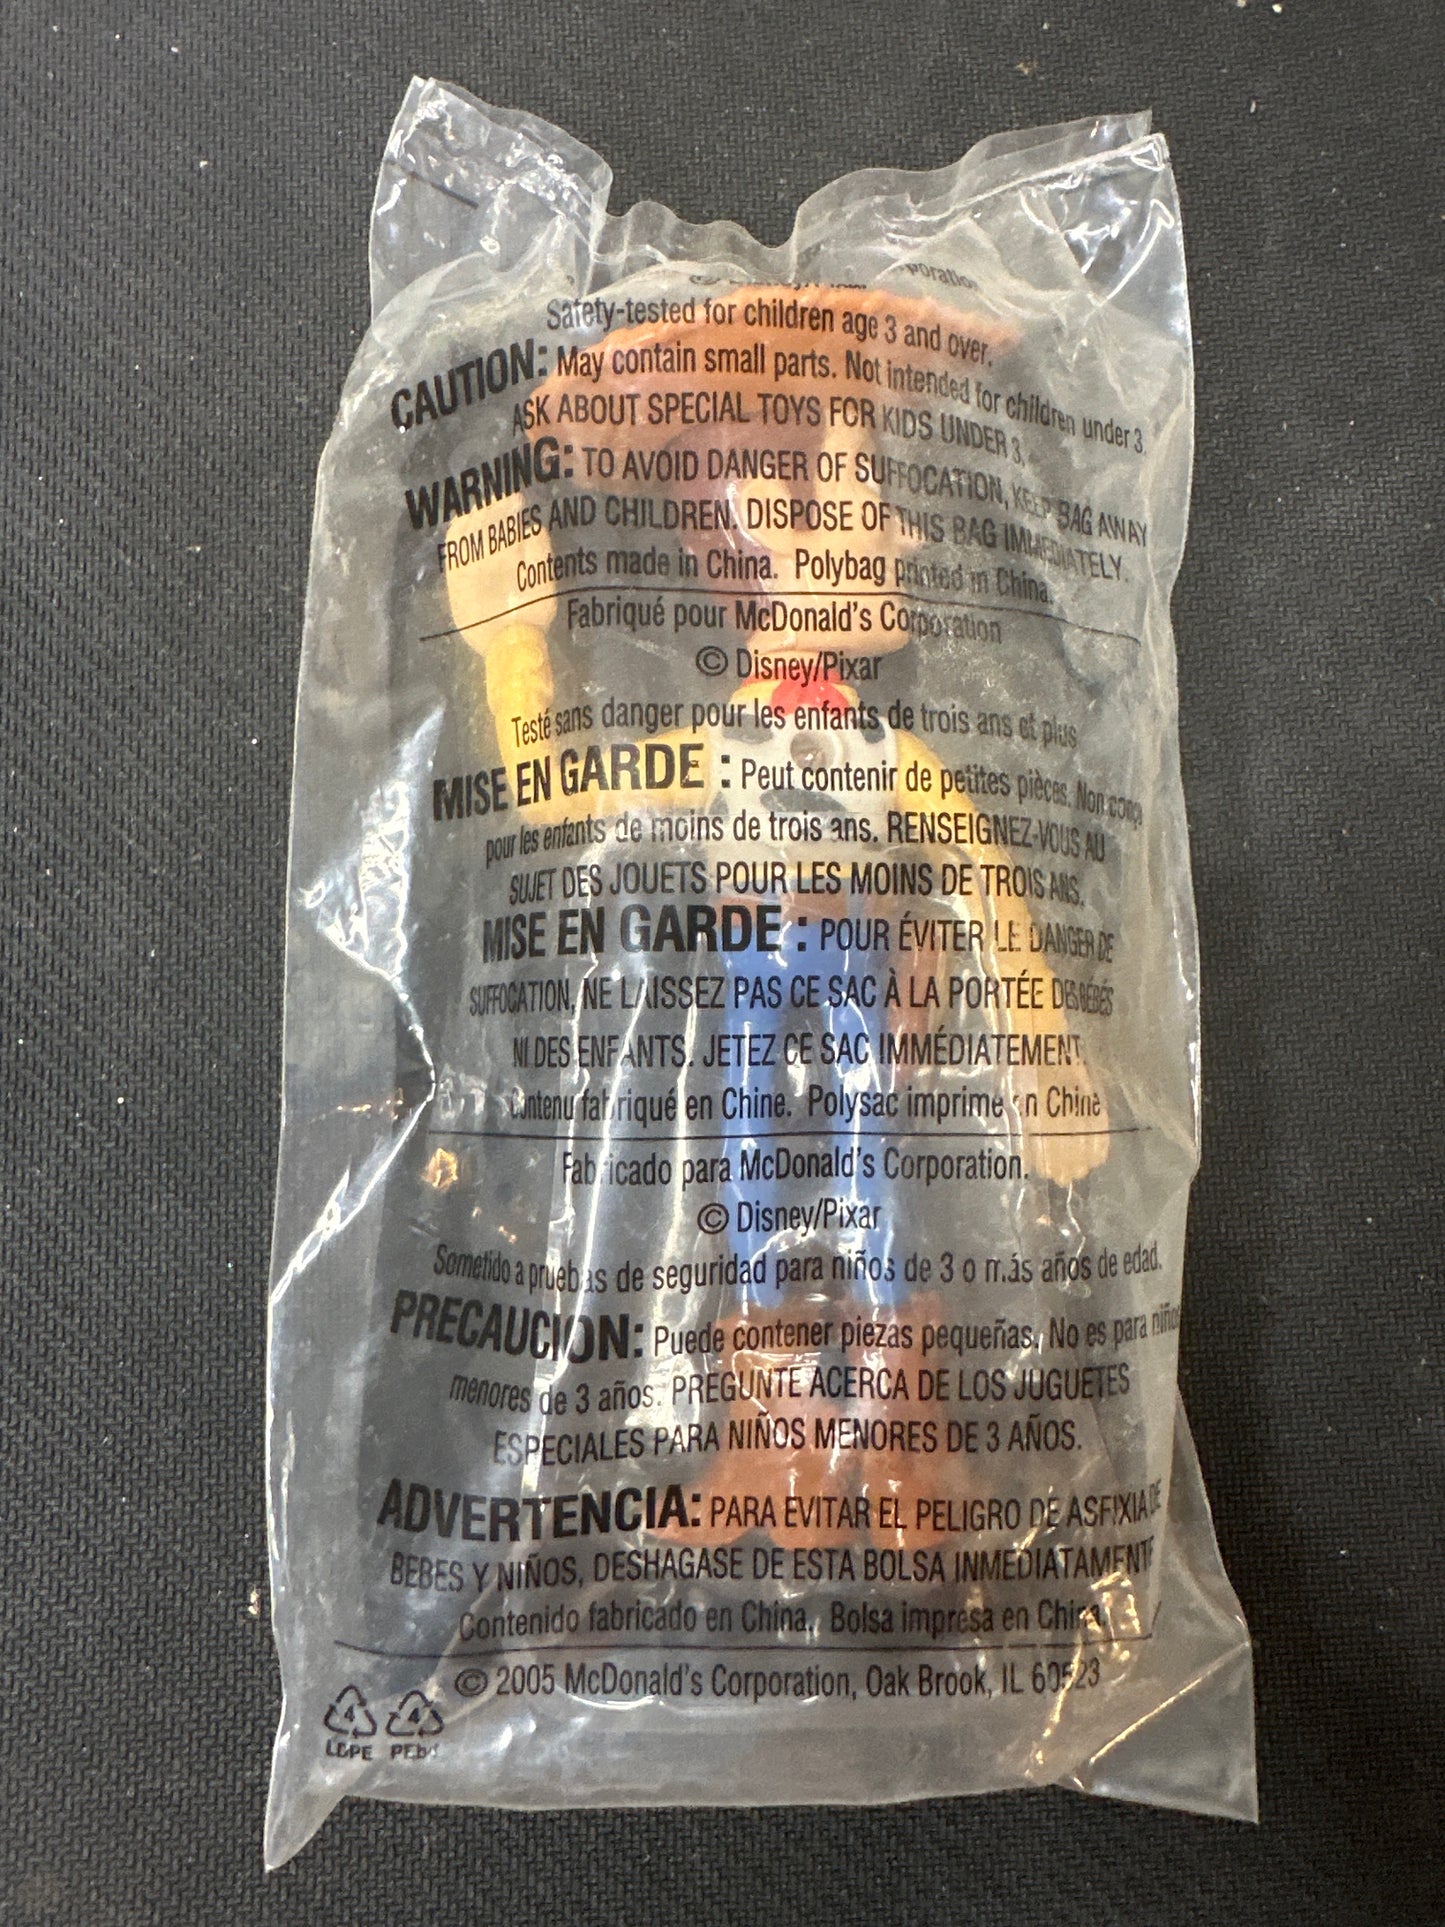 Safety-tested for children age 3 and over.
CAUTION: May contain small parts. Not intended for children under 3.
ASK ABOUT SPECIAL TOYS FOR KIDS UNDER 3.
WARNING: TO AVOID DANGER OF SUFFOCATION, KEEP BAG AWAY
FROM BABIES AND CHILDREN. DISPOSE OF THIS BAG IMMEDIATELY.
Contents made in China. Polybag printed in China.
Fabriqué pour McDonald's Corporation
© Disney/Pixar
Testé sans danger pour les enfants de trois ans et plus
MISE EN GARDE : Peut contenir de petites pièces. Non conçu
pour les enfants de moins de trois ans. RENSEIGNEZ-VOUS AU
SUJET DES JOUETS POUR LES MOINS DE TROIS ANS.
MISE EN GARDE : POUR ÉVITER LE DANGER DE
SUFFOCATION, NE LAISSEZ PAS CE SAC À LA PORTÉE DES BÉBÉS
NI DES ENFANTS. JETEZ CE SAC IMMÉDIATEMENT.
Contenu fabriqué en Chine. Polysac imprimé en Chine
Fabricado para McDonald's Corporation.
© Disney/Pixar
Sometido a pruebas de seguridad para niños de 3 o más años de edad.
PRECAUCION: Puede contener piezas pequeñas. No es para niños
menores de 3 años. PREGUNTE ACERCA DE LOS JUGUETES
ESPECIALES PARA NIÑOS MENORES DE 3 AÑOS.
ADVERTENCIA: PARA EVITAR EL PELIGRO DE ASFIXIA DE
BEBES Y NIÑOS, DESHAGASE DE ESTA BOLSA INMEDIATAMENTE
Contenido fabricado en China. Bolsa impresa en China
© 2005 McDonald's Corporation, Oak Brook, IL 60523
4 4
LDPE